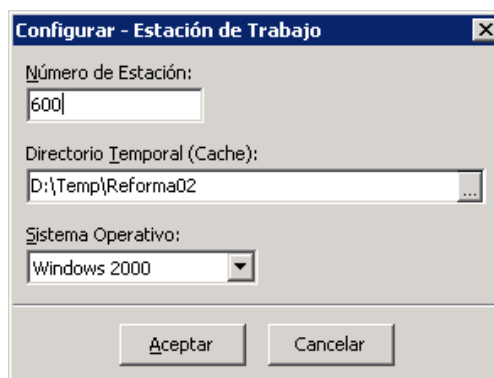 Configurar - Estación de Trabajo
Número de Estación:
600
Directorio Temporal (Cache):
D:\Temp\Reforma02
...
Sistema Operativo:
Windows 2000
Aceptar Cancelar